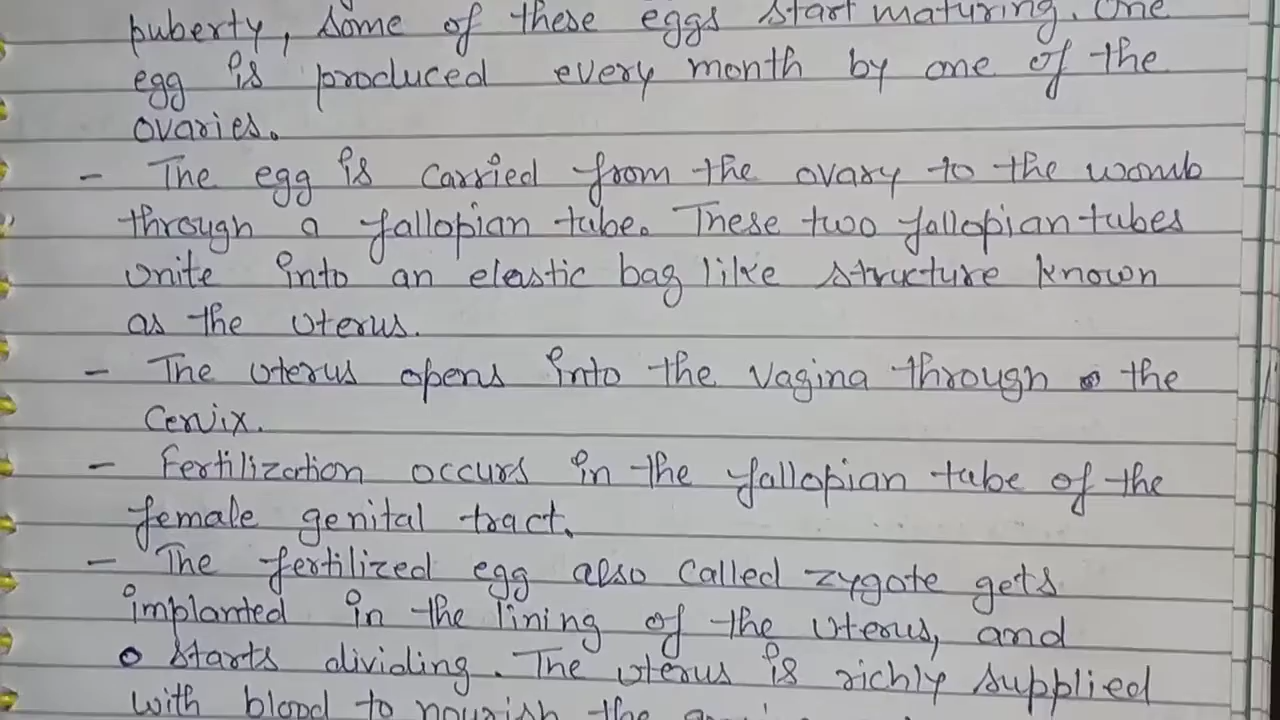 puberty, some of these eggs start maturing. One
egg is produced every month by one of the
ovaries.
- The egg is carried from the ovary to the womb
through a fallopian tube. These two fallopian tubes
unite into an elastic bag like structure known
as the uterus.
- The uterus opens into the vagina through the
cervix.
- Fertilization occurs in the fallopian tube of the
female genital tract.
- The fertilized egg also called zygote gets
implanted in the lining of the uterus, and
starts dividing. The uterus is richly supplied
with blood to nourish the